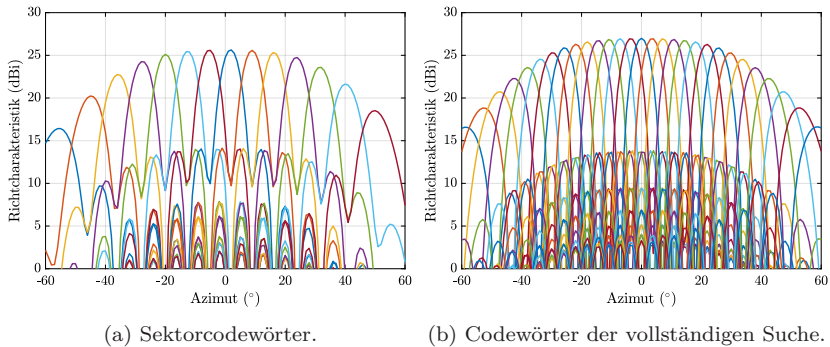 30
25
20
15
10
5
0
-60 -40 -20 0 20 40 60
Richtcharakteristik (dBi)
Azimut (°)
(a) Sektorcodewörter.
30
25
20
15
10
5
0
-60 -40 -20 0 20 40 60
Richtcharakteristik (dBi)
Azimut (°)
(b) Codewörter der vollständigen Suche.